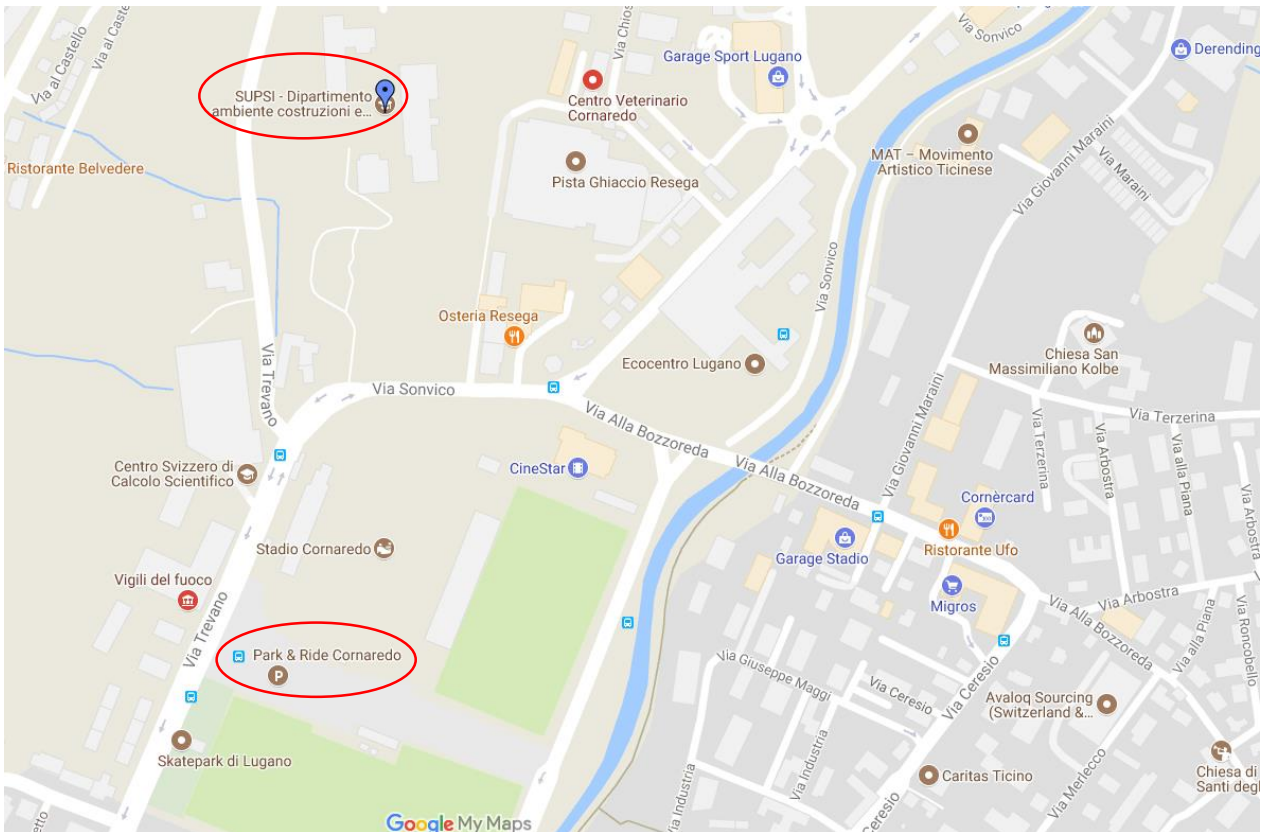 Via al Castello
Via al Caste
Via Chios
Via Sonvico
Garage Sport Lugano
Derending
SUPSI - Dipartimento
ambiente costruzioni e...
Centro Veterinario
Cornaredo
MAT – Movimento
Artistico Ticinese
Via Giovanni Maraini
Via Maraini
Ristorante Belvedere
Pista Ghiaccio Resega
Via Sonvico
Osteria Resega
Via Trevano
Ecocentro Lugano
Chiesa San
Massimiliano Kolbe
Via Sonvico
Via Giovanni Maraini
Via Alla Bozzoreda
Via Terzerina
Via Terzerina
Via Arbostra
Via alla Piana
Via Arbostra
Centro Svizzero di
Calcolo Scientifico
CineStar
Via Alla Bozzoreda
Cornèrcard
Stadio Cornaredo
Garage Stadio
Ristorante Ufo
Vigili del fuoco
Migros
Via Arbostra
Via Trevano
Park & Ride Cornaredo
P
Via Alla Bozzoreda
Via alla Piana
Via Roncobello
Via Giuseppe Maggi
Via Ceresio
Via Ceresio
Avaloq Sourcing
(Switzerland &...
Skatepark di Lugano
Via Industria
Via Industria
Caritas Ticino
Via Merlecco
Chiesa di
Santi degl
etto
Ceresio
Google My Maps